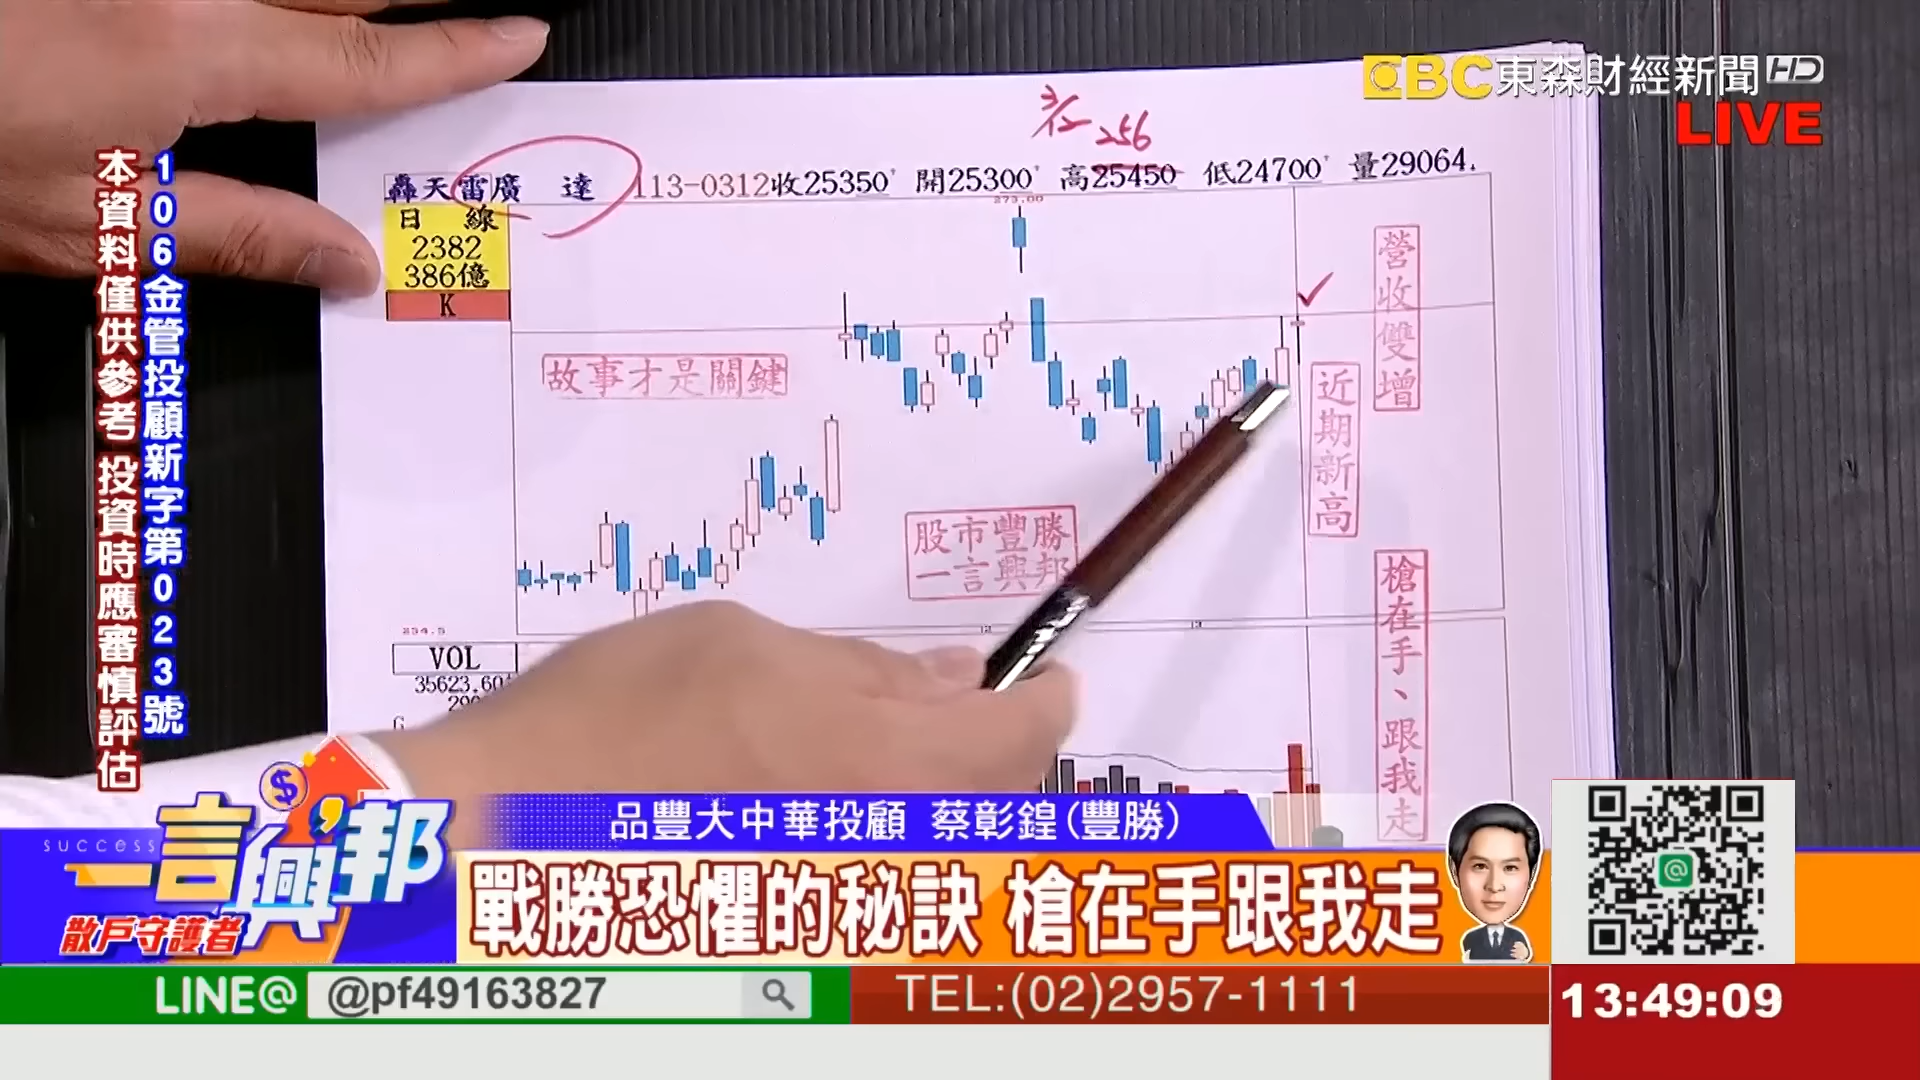 EBC東森財經新聞HD
LIVE
3/12 256
轟天雷廣 達 113-0312收25350 開25300 高25450 低24700 量29064.
日 線
2382
386億
K
273.00
故事才是關鍵
營收雙增
近期新高
股市豐勝
一言興邦
槍在手、跟我走
VOL
35623.60
106金管投顧新字第023號
本資料僅供參考 投資時應審慎評估
success
一言興邦
散戶守護者
品豐大中華投顧 蔡彰鍠(豐勝)
戰勝恐懼的秘訣 槍在手跟我走
LINE@ @pf49163827
TEL:(02)2957-1111
13:49:09